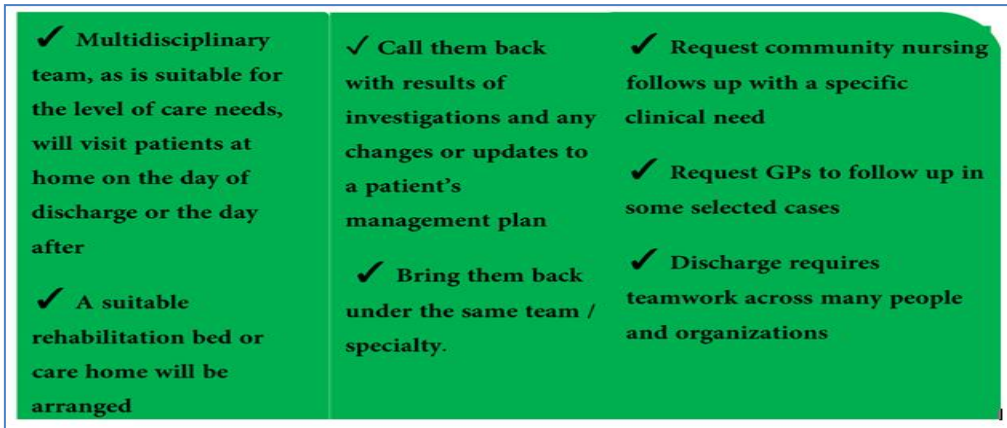 ✓ Multidisciplinary
team, as is suitable for
the level of care needs,
will visit patients at
home on the day of
discharge or the day
after
✓ A suitable
rehabilitation bed or
care home will be
arranged
✓ Call them back
with results of
investigations and any
changes or updates to
a patient's
management plan
✓ Bring them back
under the same team /
specialty.
✓ Request community nursing
follows up with a specific
clinical need
✓ Request GPs to follow up in
some selected cases
✓ Discharge requires
teamwork across many people
and organizations